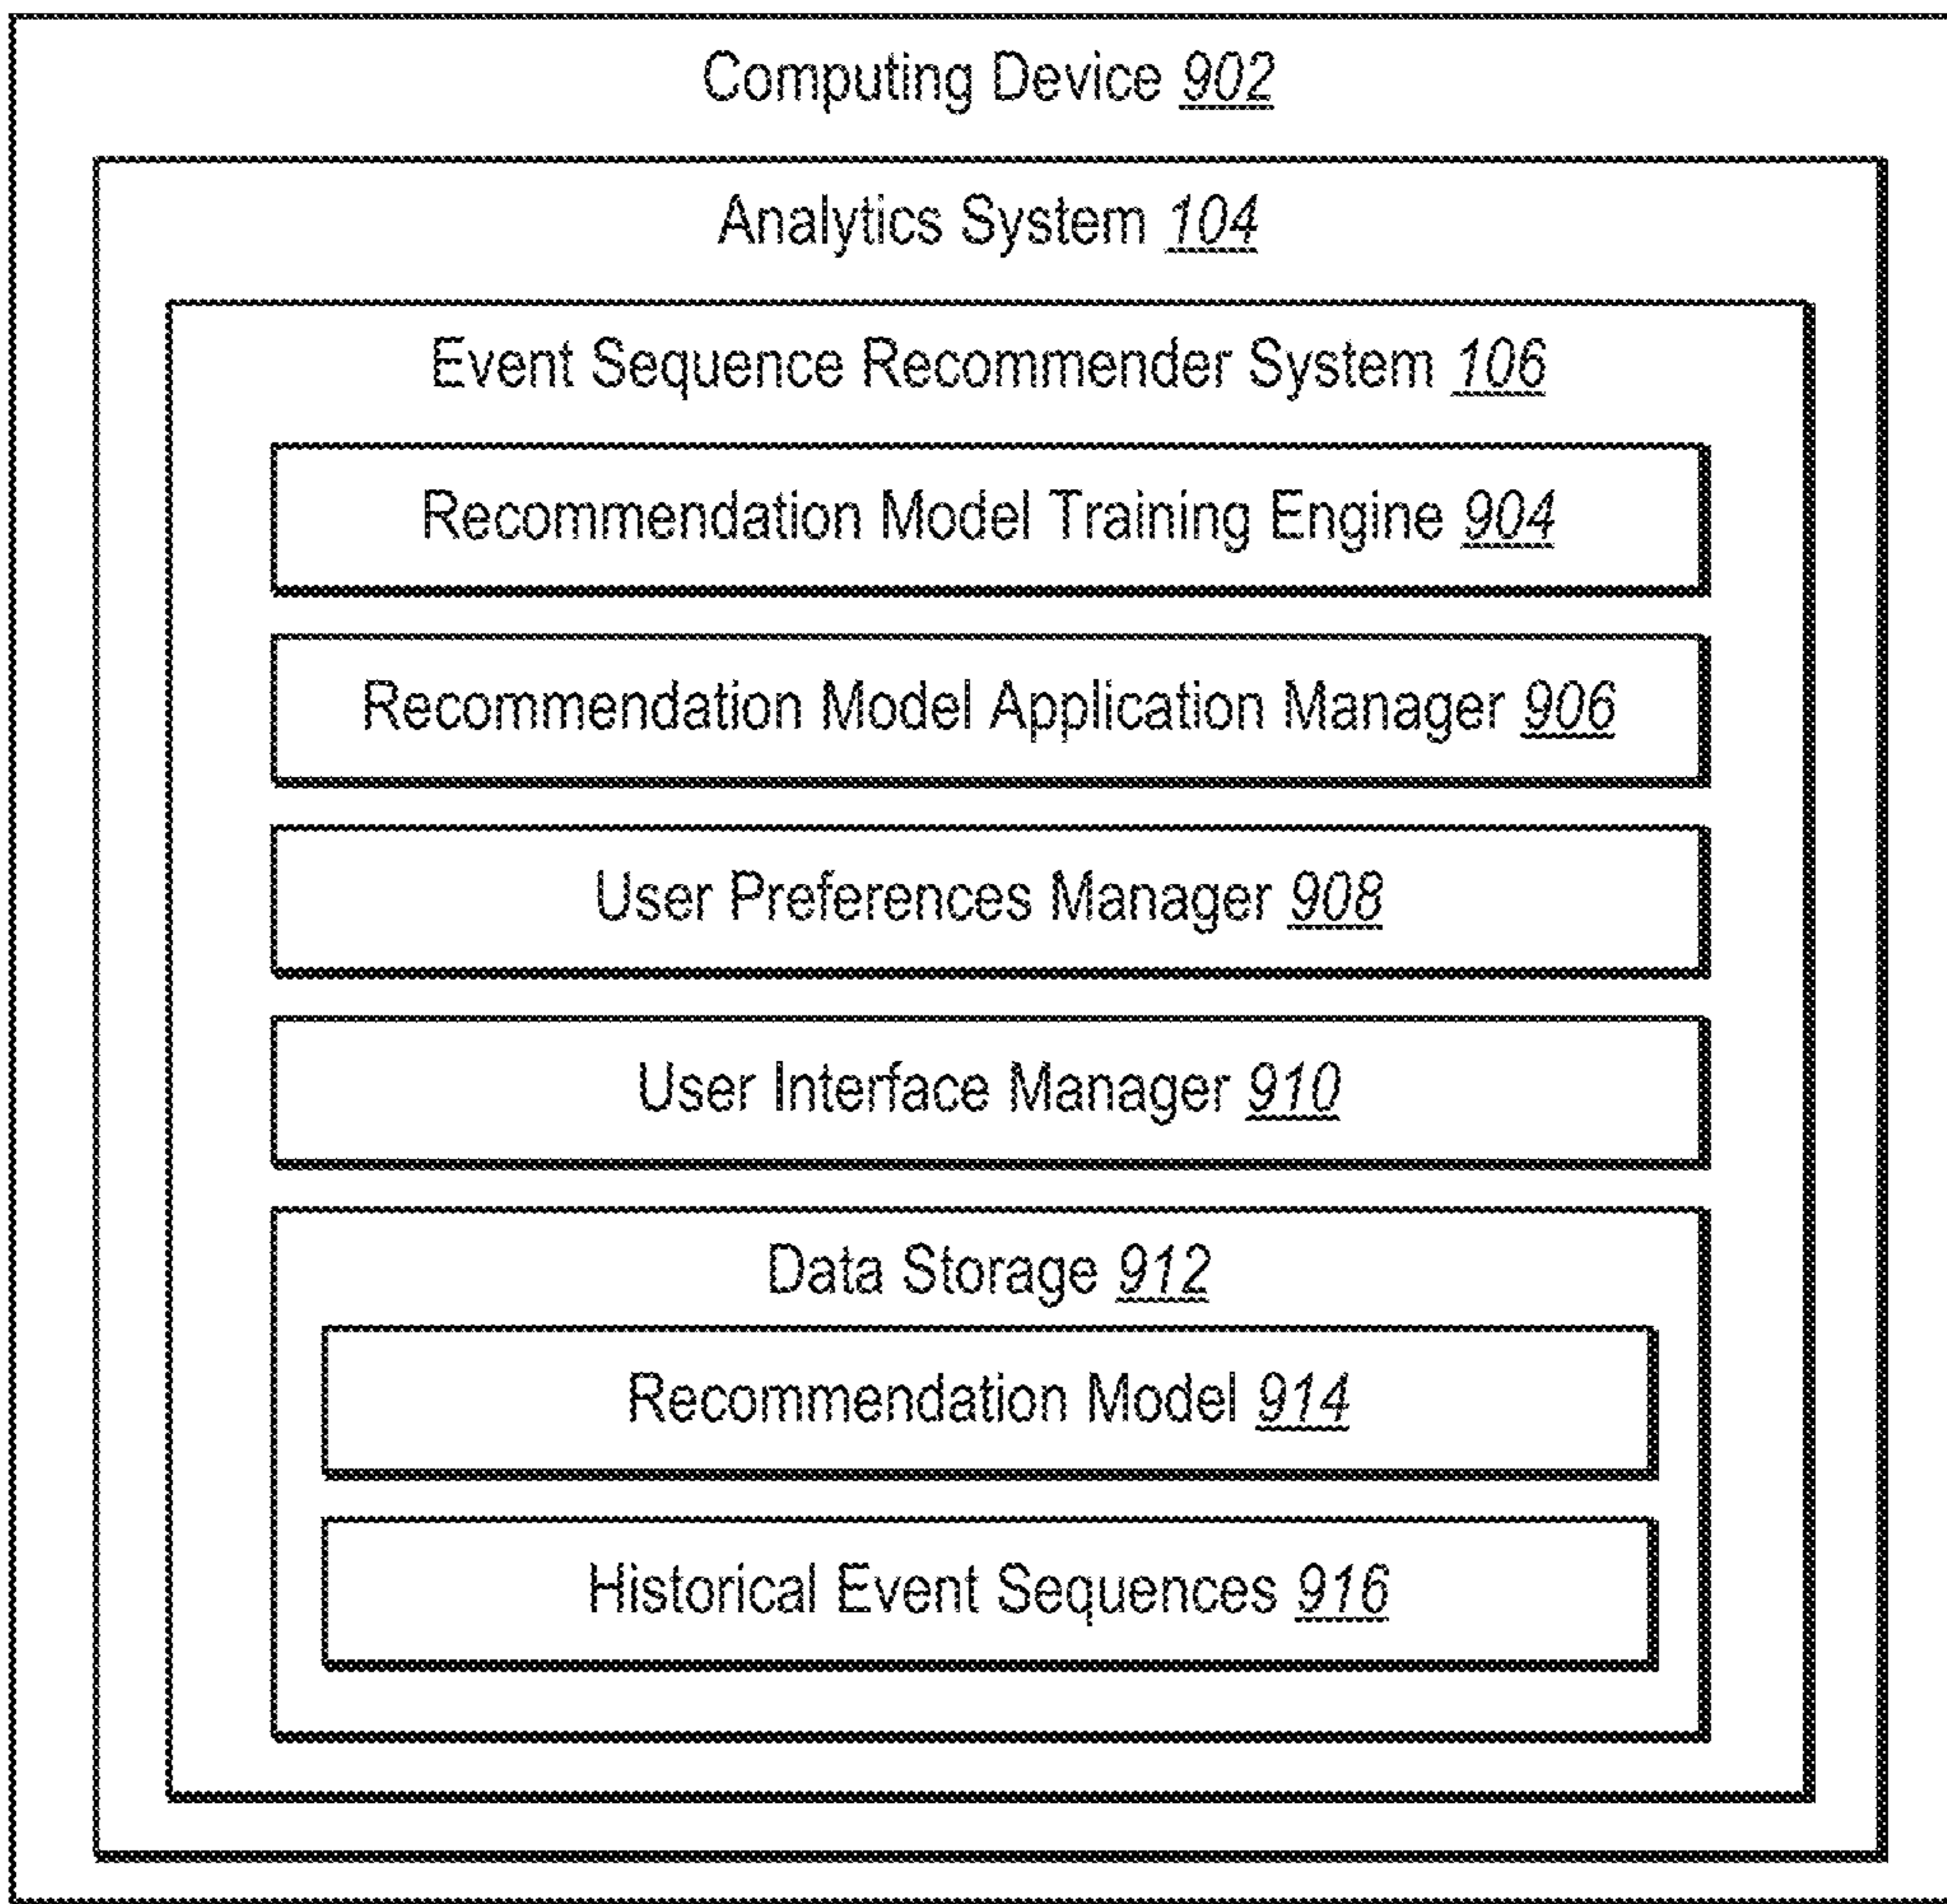 Computing Device 902
Analytics System 104
Event Sequence Recommender System 106
Recommendation Model Training Engine 904
Recommendation Model Application Manager 906
User Preferences Manager 908
User Interface Manager 910
Data Storage 912
Recommendation Model 914
Historical Event Sequences 916